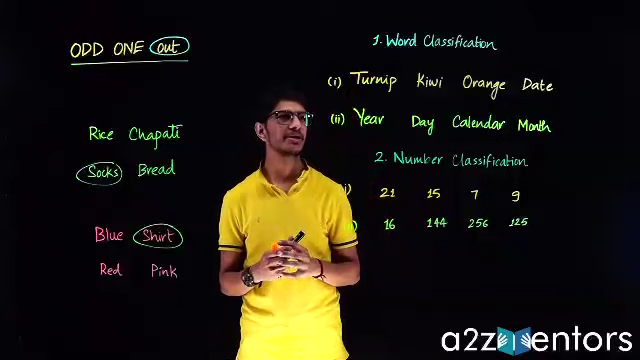 ODD ONE out
Rice Chapati
Socks Bread
Blue Shirt
Red Pink
1. Word Classification
(i) Turnip Kiwi Orange Date
(ii) Year Day Calendar Month
2. Number Classification
21 15 7 9
16 144 256 125
a2zmentors